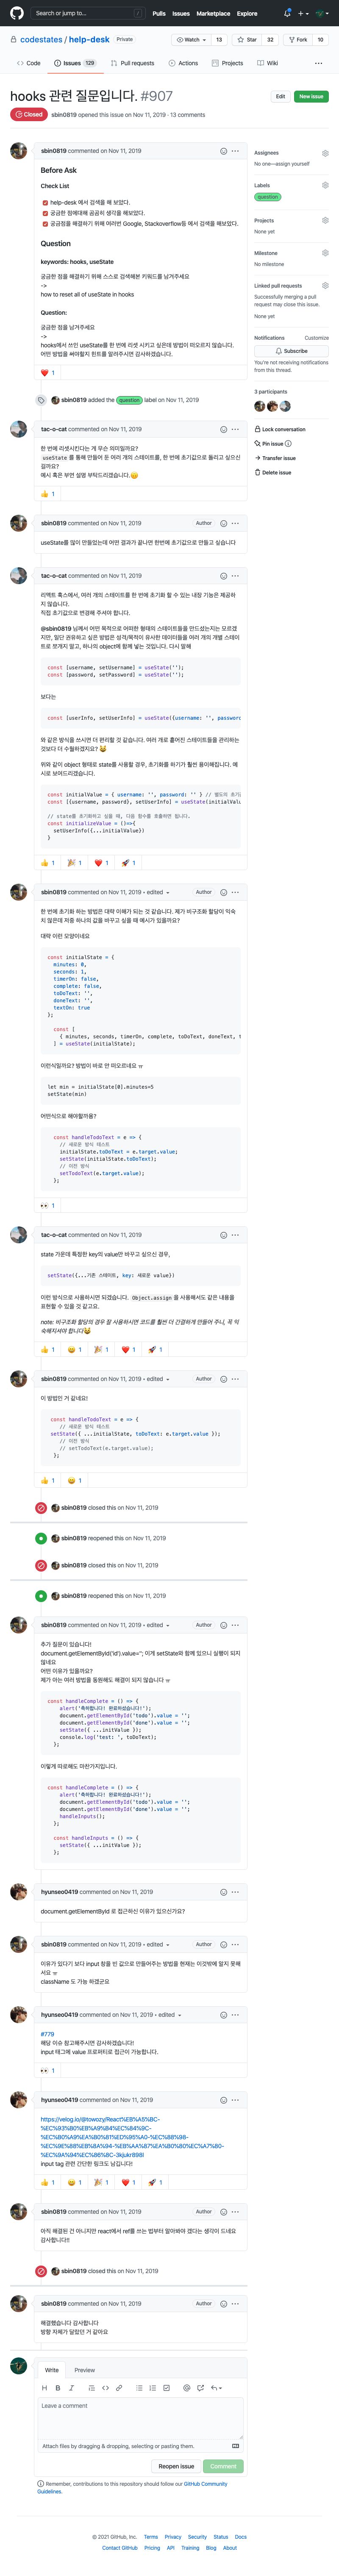 Search or jump to...
/
Pulls Issues Marketplace Explore
codestates / help-desk Private
Watch 13 Star 32 Fork 10
Code Issues 129 Pull requests Actions Projects Wiki
hooks 관련 질문입니다. #907
Edit New issue
Closed sbin0819 opened this issue on Nov 11, 2019 · 13 comments
sbin0819 commented on Nov 11, 2019
Before Ask
Check List
help-desk 에서 검색을 해 보았다.
궁금한 점에대해 곰곰히 생각을 해보았다.
궁금점을 해결하기 위해 여러번 Google, Stackoverflow등 에서 검색을 해보았다.
Question
keywords: hooks, useState
궁금한 점을 해결하기 위해 스스로 검색해본 키워드를 남겨주세요
->
how to reset all of useState in hooks
Question:
궁금한 점을 남겨주세요
->
hooks에서 쓰인 useState를 한 번에 리셋 시키고 싶은데 방법이 떠오르지 않습니다.
어떤 방법을 써야할지 힌트를 알려주시면 감사하겠습니다.
❤️ 1
Assignees
No one—assign yourself
Labels
question
Projects
None yet
Milestone
No milestone
Linked pull requests
Successfully merging a pull request may close this issue.
None yet
Notifications Customize
Subscribe
You're not receiving notifications from this thread.
3 participants
Lock conversation
Pin issue
Transfer issue
Delete issue
sbin0819 added the question label on Nov 11, 2019
tac-o-cat commented on Nov 11, 2019
한 번에 리셋시킨다는 게 무슨 의미일까요?
useState 를 통해 만들어 둔 여러 개의 스테이트를, 한 번에 초기값으로 돌리고 싶으신
걸까요?
예시 혹은 부연 설명 부탁드리겠습니다.
👍 1
sbin0819 commented on Nov 11, 2019 Author
useState를 많이 만들었는데 어떤 결과가 끝나면 한번에 초기값으로 만들고 싶습니다
tac-o-cat commented on Nov 11, 2019
리액트 훅스에서, 여러 개의 스테이트를 한 번에 초기화 할 수 있는 내장 기능은 제공하
지 않습니다.
직접 초기값으로 변경해 주셔야 합니다.
@sbin0819 님께서 어떤 목적으로 어떠한 형태의 스테이트들을 만드셨는지는 모르겠
지만, 일단 권유하고 싶은 방법은 성격/목적이 유사한 데이터들을 여러 개의 개별 스테이
트로 쪼개지 말고, 하나의 object에 함께 넣는 것입니다. 다시 말해
const [username, setUsername] = useState('');
const [password, setPassword] = useState('');
보다는
const [userInfo, setUserInfo] = useState({username: '', password
와 같은 방식을 쓰시면 더 편리할 것 같습니다. 여러 개로 흩어진 스테이트들을 관리하는
것보다 더 수월하겠지요? 😹
위와 같이 object 형태로 state를 사용할 경우, 초기화를 하기가 훨씬 용이해집니다. 예
시로 보여드리겠습니다.
const initialValue = { username: '', password: '' } // 별도의 초기값
const [{username, password}, setUserInfo] = useState(initialValu
// state를 초기화하고 싶을 때, 다음 함수를 호출하면 됩니다.
const initializeValue = ()=>{
setUserInfo({...initialValue})
}
👍 1 🎉 1 ❤️ 1 🚀 1
sbin0819 commented on Nov 11, 2019 • edited Author
한 번에 초기화 하는 방법은 대략 이해가 되는 것 같습니다. 제가 비구조화 할당이 익숙
치 않은데 저중 하나의 값을 바꾸고 싶을 때 예시가 있을까요?
대략 이런 모양이네요
const initialState = {
minutes: 0,
seconds: 1,
timerOn: false,
complete: false,
toDoText: '',
doneText: '',
textOn: true
};
const [
{ minutes, seconds, timerOn, complete, toDoText, doneText, t
] = useState(initialState);
이런식일까요? 방법이 바로 안 떠오르네요 ㅠ
let min = initialState[0].minutes=5
setState(min)
어떤식으로 해야할까용?
const handleTodoText = e => {
// 새로운 방식 테스트
initialState.toDoText = e.target.value;
setState(initialState.toDoText);
// 이전 방식
setTodoText(e.target.value);
};
👀 1
tac-o-cat commented on Nov 11, 2019
state 가운데 특정한 key의 value만 바꾸고 싶으신 경우,
setState({...기존 스테이트, key: 새로운 value})
이런 방식으로 사용하시면 되겠습니다. Object.assign 을 사용해서도 같은 내용을
표현할 수 있을 것 같고요.
note: 비구조화 할당의 경우 잘 사용하시면 코드를 훨씬 더 간결하게 만들어 주니, 꼭 익
숙해지셔야 합니다😹
👍 1 😄 1 🎉 1 ❤️ 1 🚀 1
sbin0819 commented on Nov 11, 2019 • edited Author
이 방법인 거 같네요!
const handleTodoText = e => {
// 새로운 방식 테스트
setState({ ...initialState, toDoText: e.target.value });
// 이전 방식
// setTodoText(e.target.value);
};
👍 1 😄 1
sbin0819 closed this on Nov 11, 2019
sbin0819 reopened this on Nov 11, 2019
sbin0819 closed this on Nov 11, 2019
sbin0819 reopened this on Nov 11, 2019
sbin0819 commented on Nov 11, 2019 • edited Author
추가 질문이 있습니다!
document.getElementById('id').value=''; 이게 setState와 함께 있으니 실행이 되지
않네요
어떤 이유가 있을까요?
제가 아는 여러 방법을 동원해도 해결이 되지 않습니다 ㅠ
const handleComplete = () => {
alert('축하합니다! 완료하셨습니다!');
document.getElementById('todo').value = '';
document.getElementById('done').value = '';
setState({ ...initValue });
console.log('test: ', toDoText);
};
이렇게 따로해도 마찬가지입니다.
const handleComplete = () => {
alert('축하합니다! 완료하셨습니다!');
document.getElementById('todo').value = '';
document.getElementById('done').value = '';
handleInputs();
};
const handleInputs = () => {
setState({ ...initValue });
};
hyunseo0419 commented on Nov 11, 2019
document.getElementById 로 접근하신 이유가 있으신가요?
sbin0819 commented on Nov 11, 2019 • edited Author
이유가 있다기 보다 input 창을 빈 값으로 만들어주는 방법을 현재는 이것밖에 알지 못해
서요 ㅠ
className 도 가능 하겠군요
hyunseo0419 commented on Nov 11, 2019 • edited
#779
해당 이슈 참고해주시면 감사하겠습니다!
input 태그에 value 프로퍼티로 접근이 가능합니다.
👀 1
hyunseo0419 commented on Nov 11, 2019
https://velog.io/@towozy/React%EB%A5%BC-
%EC%93%B0%EB%A9%B4%EC%84%9C-
%EC%B0%A9%EA%B0%81%ED%95%A0-%EC%88%98-
%EC%9E%88%EB%8A%94-%EB%AA%87%EA%B0%80%EC%A7%80-
%EC%9A%94%EC%86%8C-3kjukr898l
input tag 관련 간단한 링크도 남깁니다!
👍 1 😄 1 🎉 1 ❤️ 1 🚀 1
sbin0819 commented on Nov 11, 2019 Author
아직 해결된 건 아니지만 react에서 ref를 쓰는 법부터 알아봐야 겠다는 생각이 드네요
감사합니다!!
sbin0819 closed this on Nov 11, 2019
sbin0819 commented on Nov 11, 2019 Author
해결했습니다 감사합니다
방향 자체가 달랐던 거 같아요
Write Preview
Leave a comment
Attach files by dragging & dropping, selecting or pasting them.
Reopen issue Comment
Remember, contributions to this repository should follow our GitHub Community
Guidelines.
© 2021 GitHub, Inc. Terms Privacy Security Status Docs
Contact GitHub Pricing API Training Blog About